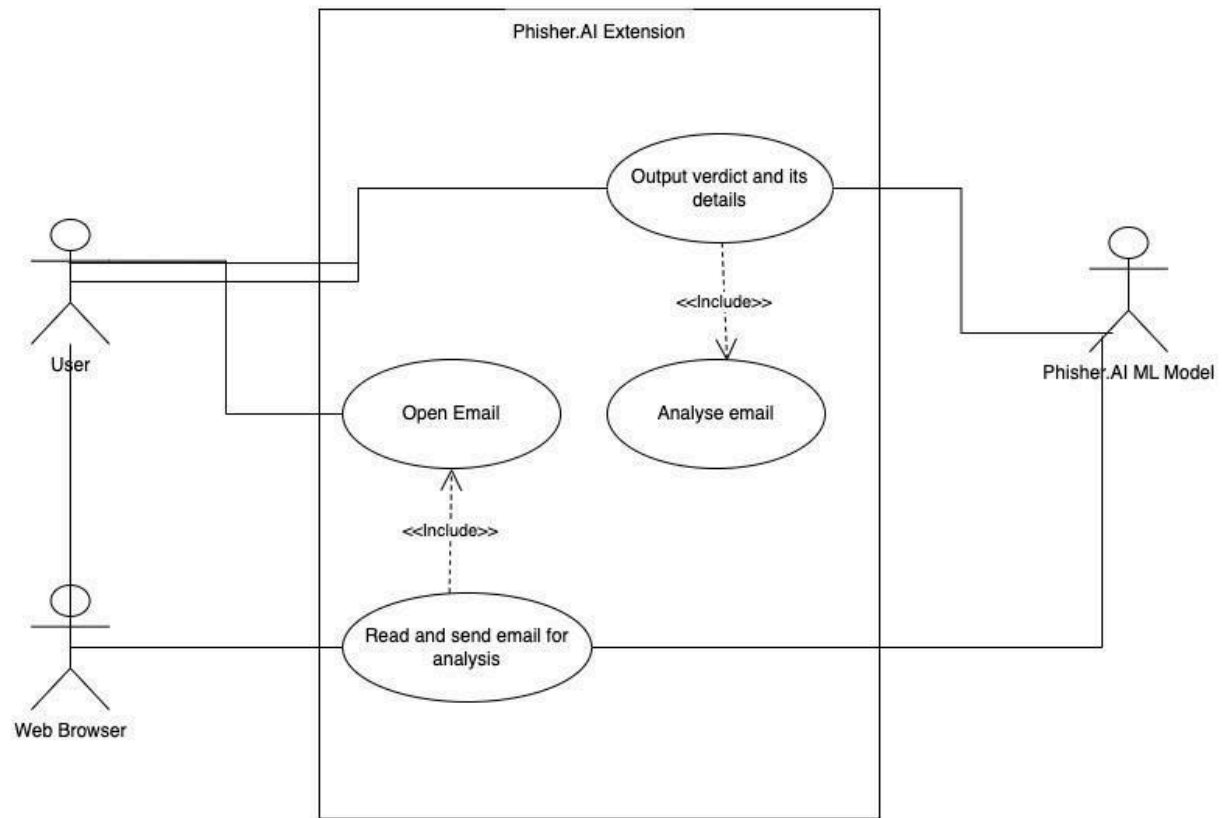 Phisher.AI Extension
Output verdict and its
details
<<Include>>
User
Phisher.AI ML Model
Open Email
Analyse email
<<Include>>
Read and send email for
analysis
Web Browser